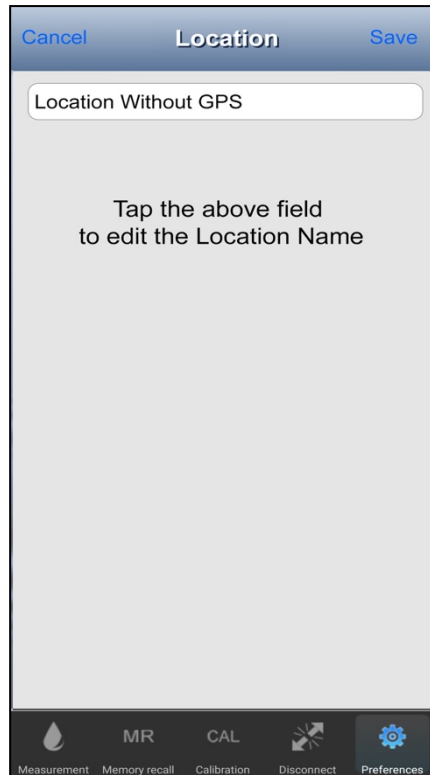 Cancel Location Save
Location Without GPS
Tap the above field
to edit the Location Name
MR CAL
Measurement Memory recall Calibration Disconnect Preferences